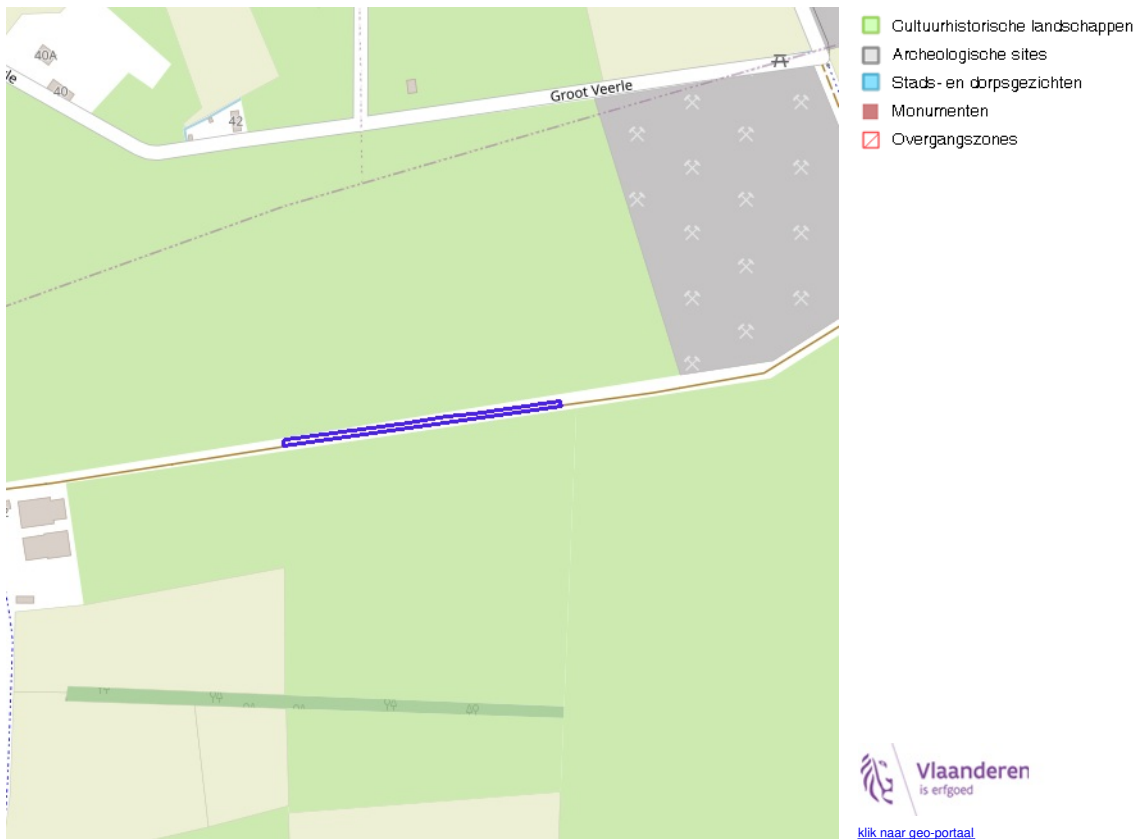 40A
40
42
Groot Veerle
Cultuurhistorische landschappen
Archeologische sites
Stads- en dorpsgezichten
Monumenten
Overgangszones
Vlaanderen
is erfgoed
klik naar geo-portaal